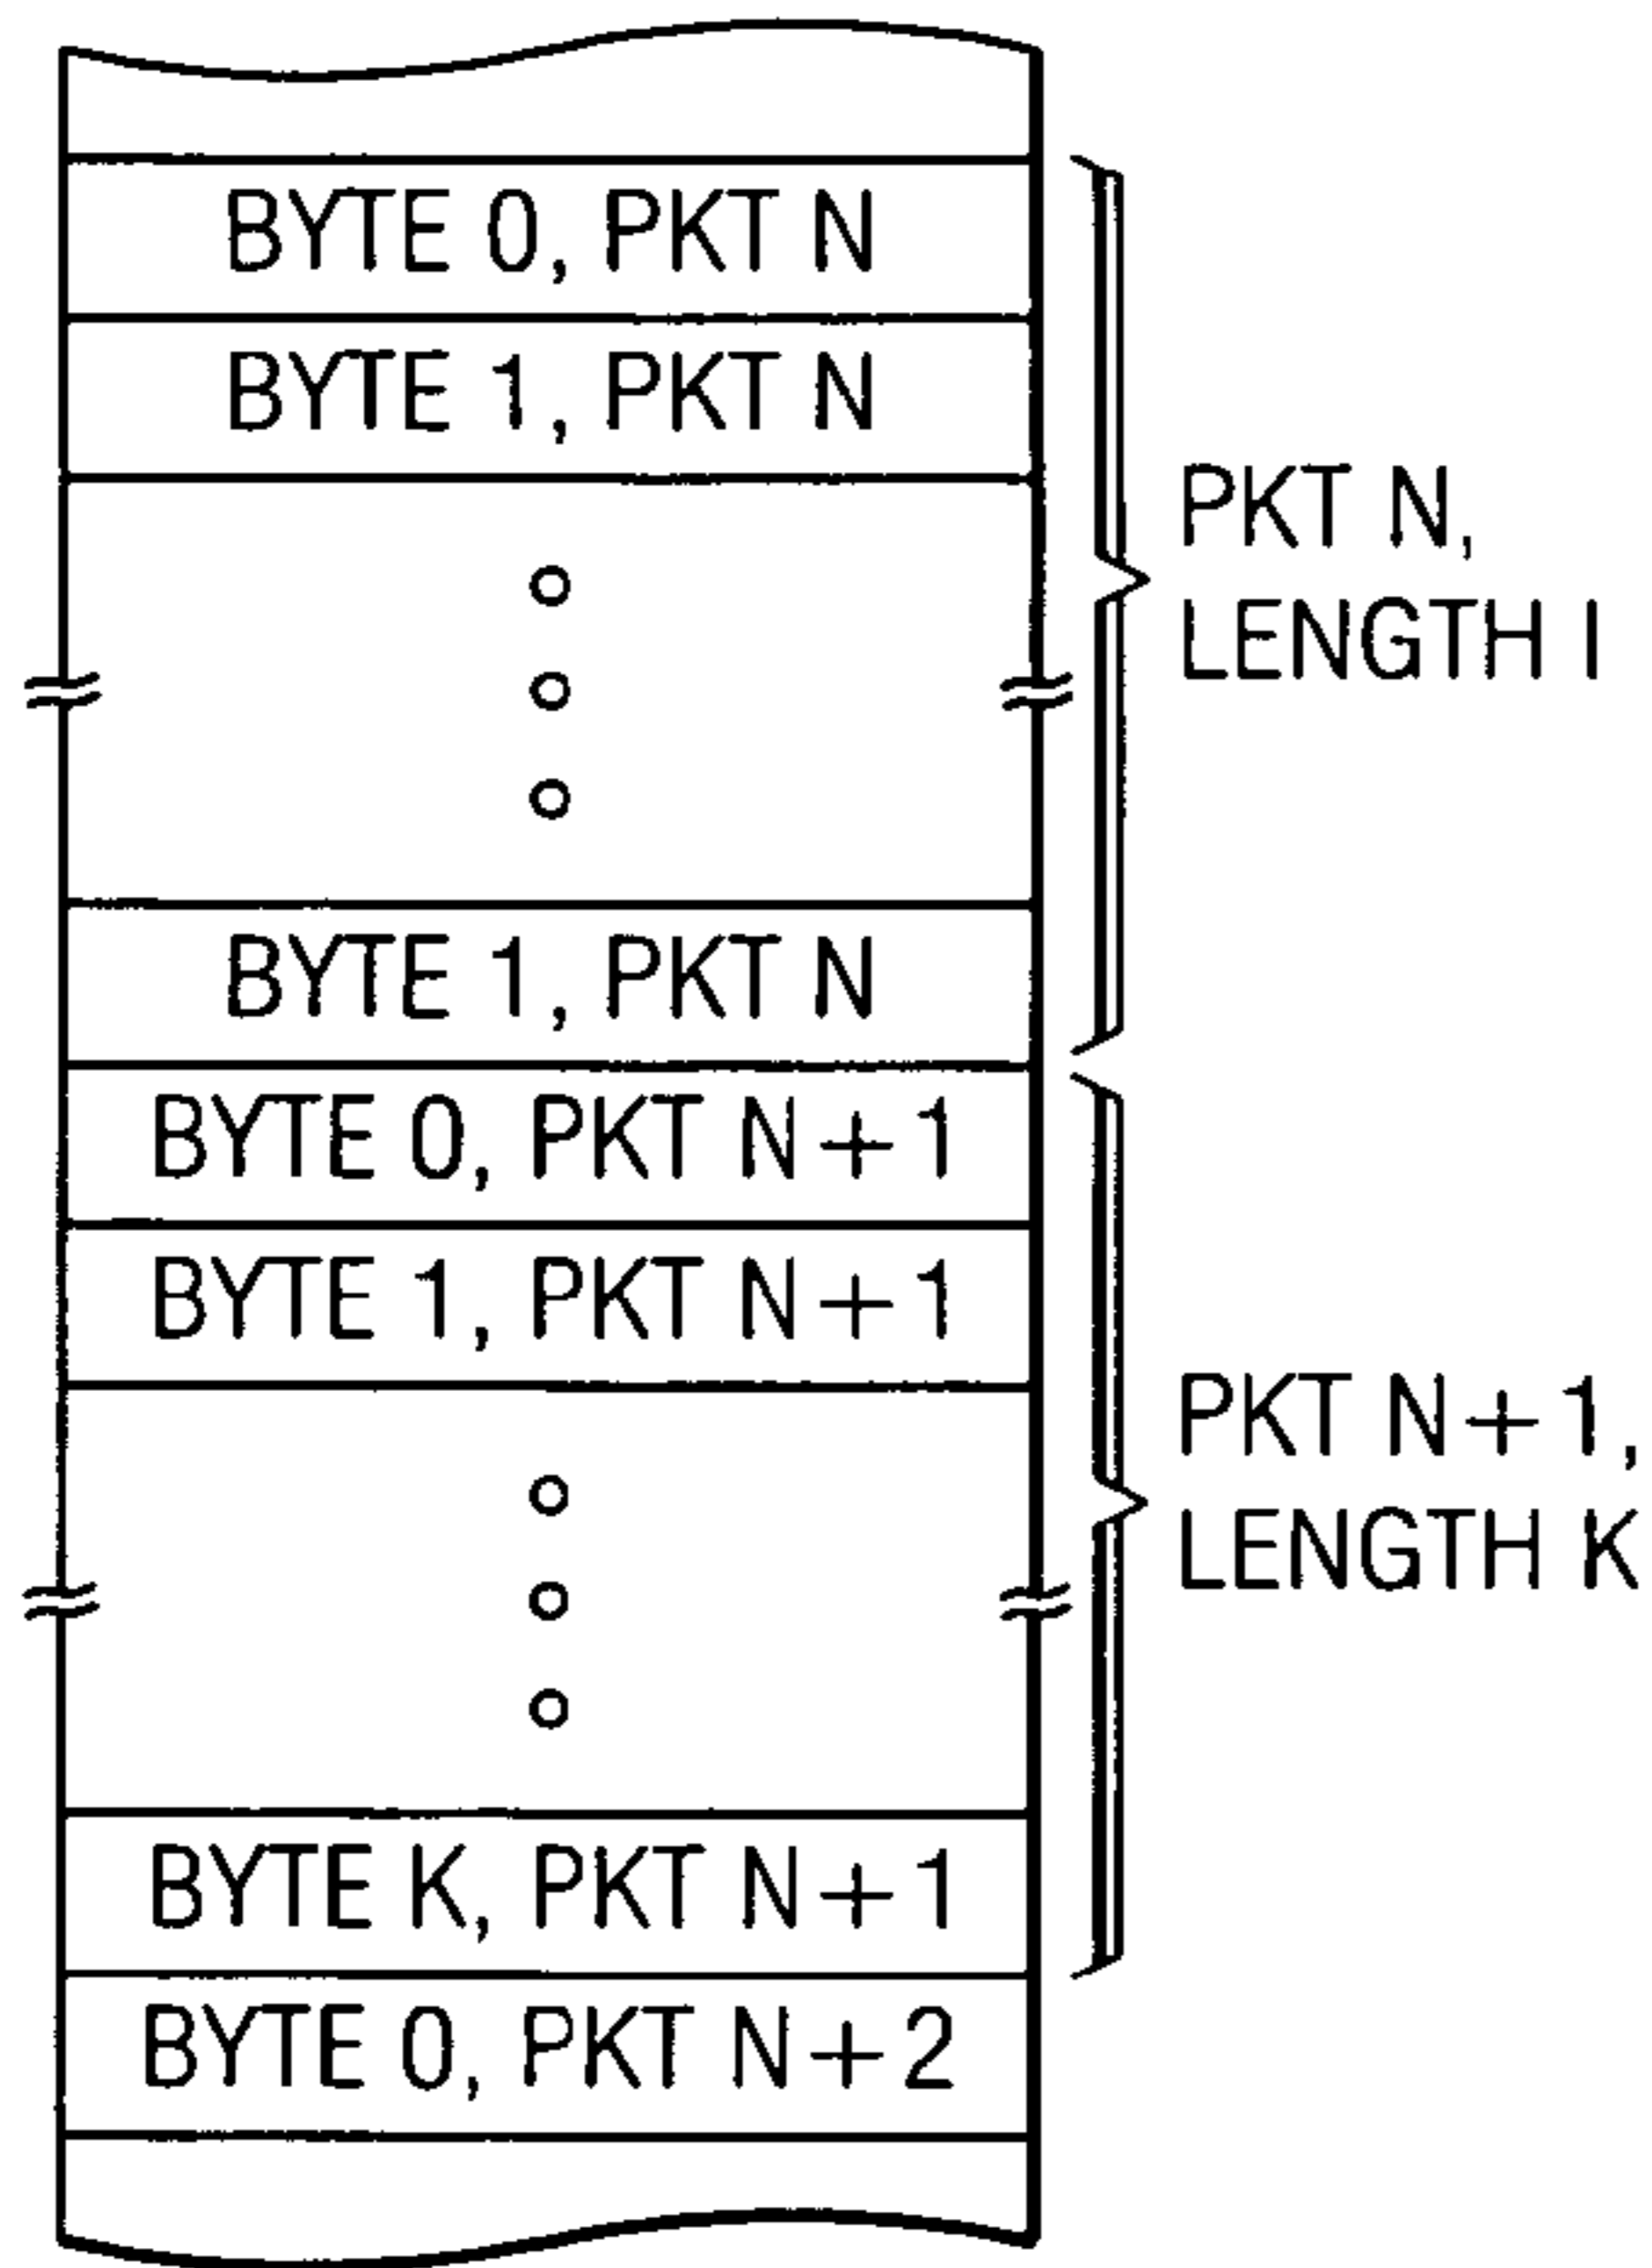 BYTE 0, PKT N
BYTE 1, PKT N
PKT N,
LENGTH I
BYTE 1, PKT N
BYTE 0, PKT N+1
BYTE 1, PKT N+1
PKT N+1,
LENGTH K
BYTE K, PKT N+1
BYTE 0, PKT N+2